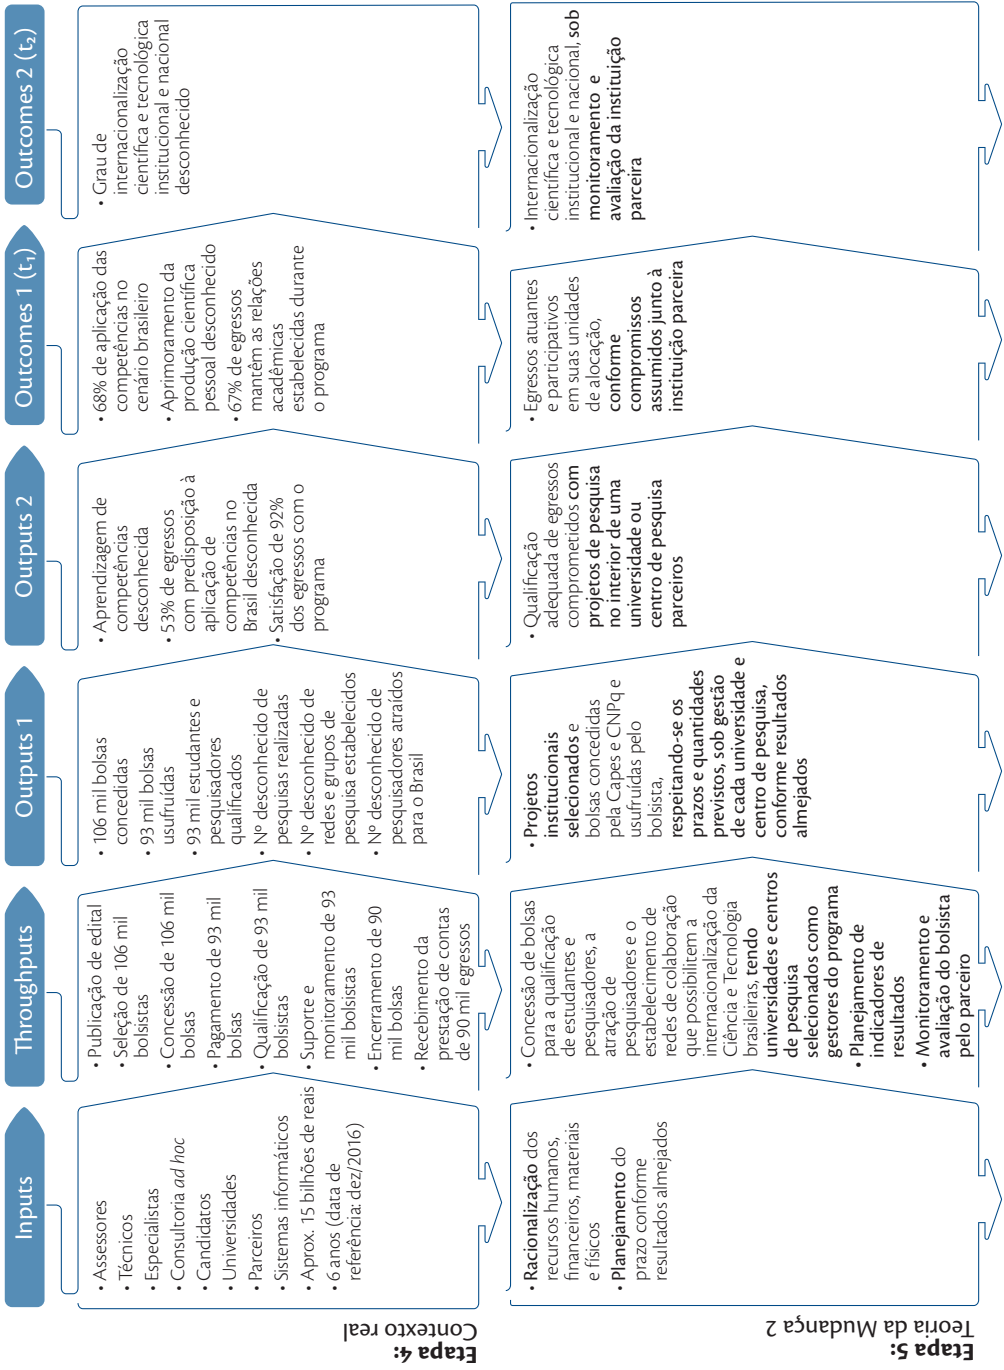 Inputs
Throughputs
Outputs 1
Outputs 2
Outcomes 1 (t₁)
Outcomes 2 (t₂)
Etapa 4:
Contexto real
• Assessores
• Técnicos
• Especialistas
• Consultoria ad hoc
• Candidatos
• Universidades
• Parceiros
• Sistemas informáticos
• Aprox. 15 bilhões de reais
• 6 anos (data de
referência: dez/2016)
• Publicação de edital
• Seleção de 106 mil
bolsistas
• Concessão de 106 mil
bolsas
• Pagamento de 93 mil
bolsas
• Qualificação de 93 mil
bolsistas
• Suporte e
monitoramento de 93
mil bolsistas
• Encerramento de 90
mil bolsas
• Recebimento da
prestação de contas
de 90 mil egressos
• 106 mil bolsas
concedidas
• 93 mil bolsas
usufruídas
• 93 mil estudantes e
pesquisadores
qualificados
• Nº desconhecido de
pesquisas realizadas
• Nº desconhecido de
redes e grupos de
pesquisa estabelecidos
• Nº desconhecido de
pesquisadores atraídos
para o Brasil
• Aprendizagem de
competências
desconhecida
• 53% de egressos
com predisposição à
aplicação de
competências no
Brasil desconhecida
• Satisfação de 92%
dos egressos com o
programa
• 68% de aplicação das
competências no
cenário brasileiro
• Aprimoramento da
produção científica
pessoal desconhecido
• 67% de egressos
mantêm as relações
acadêmicas
estabelecidas durante
o programa
• Grau de
internacionalização
científica e tecnológica
institucional e nacional
desconhecido
Etapa 5:
Teoria da Mudança 2
• Racionalização dos
recursos humanos,
financeiros, materiais
e físicos
• Planejamento do
prazo conforme
resultados almejados
• Concessão de bolsas
para a qualificação
de estudantes e
pesquisadores, a
atração de
pesquisadores e o
estabelecimento de
redes de colaboração
que possibilitem a
internacionalização da
Ciência e Tecnologia
brasileiras, tendo
universidades e centros
de pesquisa
selecionados como
gestores do programa
• Planejamento de
indicadores de
resultados
• Monitoramento e
avaliação do bolsista
pelo parceiro
• Projetos
institucionais
selecionados e
bolsas concedidas
pela Capes e CNPq e
usufruídas pelo
bolsista,
respeitando-se os
prazos e quantidades
previstos, sob gestão
de cada universidade e
centro de pesquisa,
conforme resultados
almejados
• Qualificação
adequada de egressos
comprometidos com
projetos de pesquisa
no interior de uma
universidade ou
centro de pesquisa
parceiros
• Egressos atuantes
e participativos
em suas unidades
de alocação,
conforme
compromissos
assumidos junto à
instituição parceira
• Internacionalização
científica e tecnológica
institucional e nacional, sob
monitoramento e
avaliação da instituição
parceira